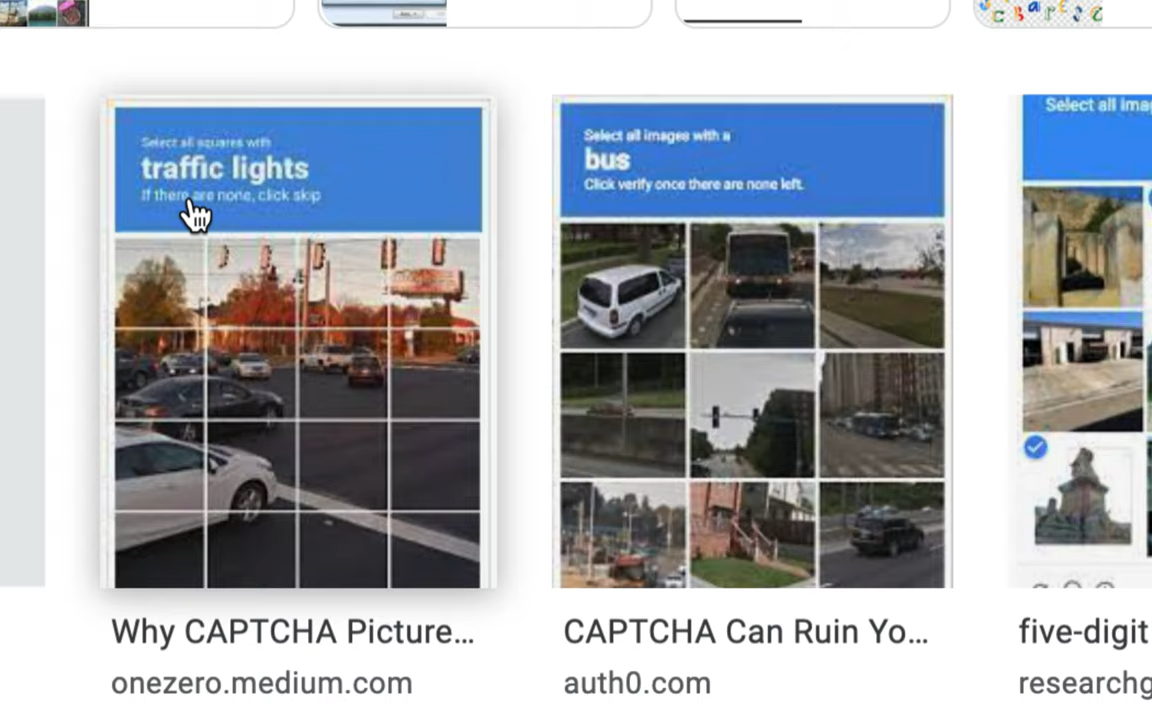 Select all squares with
traffic lights
If there are none, click skip
Select all images with a
bus
Click verify once there are none left.
Select all ima
Why CAPTCHA Picture...
onezero.medium.com
CAPTCHA Can Ruin Yo...
auth0.com
five-digit
researchg